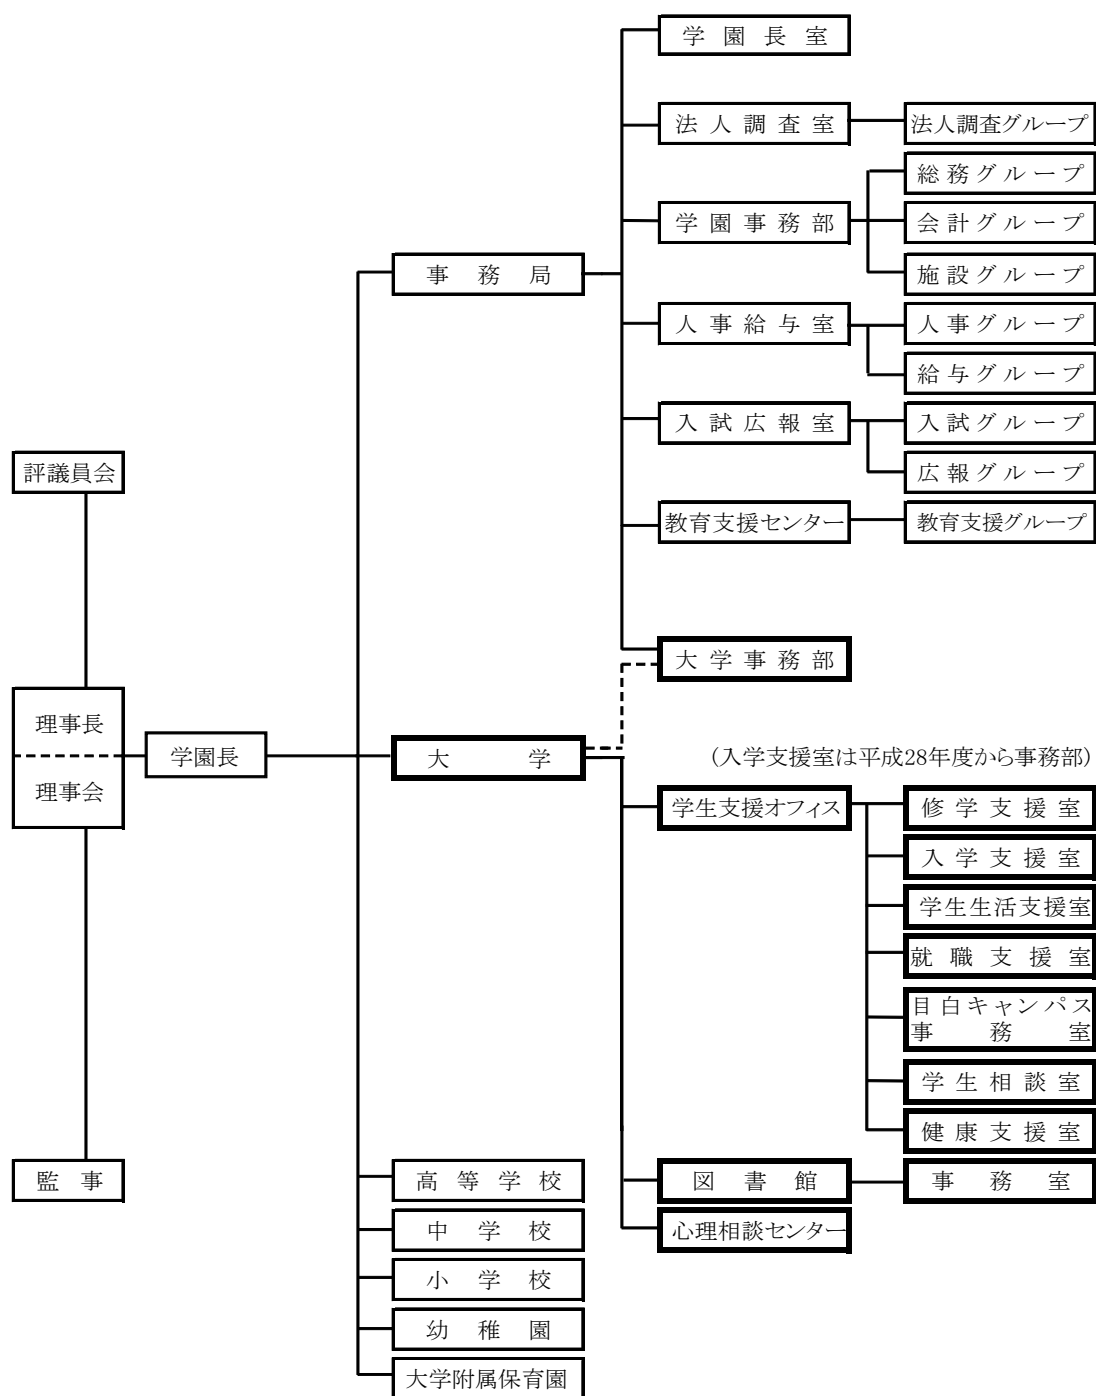 学園長室
法人調査室
法人調査グループ
総務グループ
学園事務部
会計グループ
施設グループ
事務局
人事給与室
人事グループ
給与グループ
入試広報室
入試グループ
広報グループ
教育支援センター
教育支援グループ
評議員会
大学事務部
理事長
理事会
学園長
大学
(入学支援室は平成28年度から事務部)
学生支援オフィス
修学支援室
入学支援室
学生生活支援室
就職支援室
目白キャンパス
事務室
学生相談室
健康支援室
監事
高等学校
図書館
事務室
中学校
心理相談センター
小学校
幼稚園
大学附属保育園